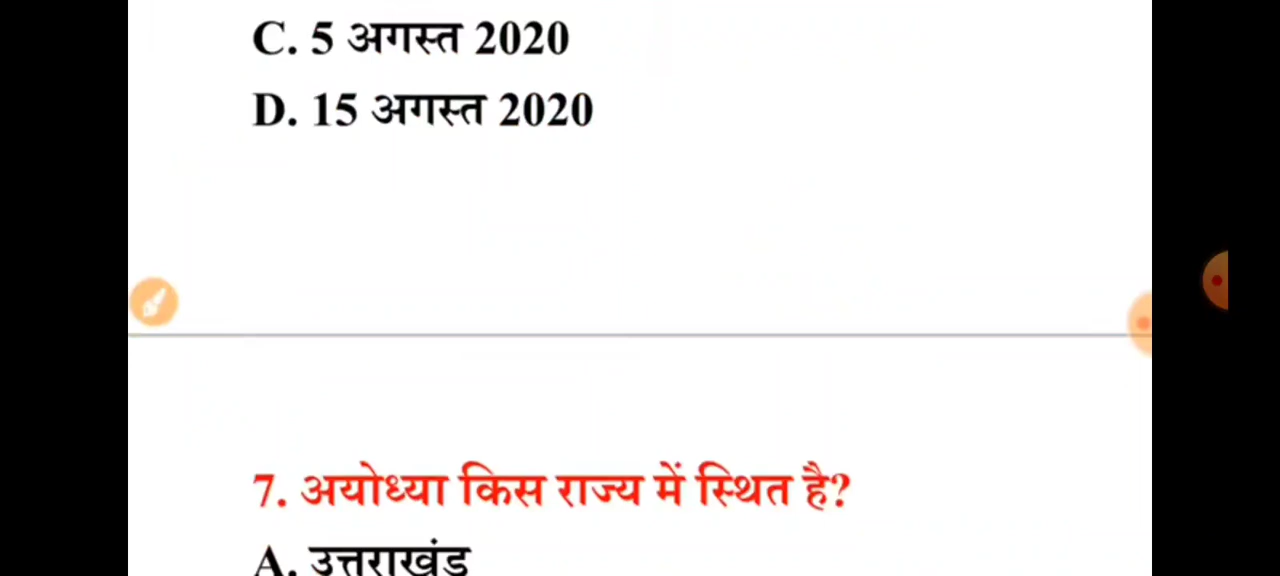 C. 5 अगस्त 2020
D. 15 अगस्त 2020
7. अयोध्या किस राज्य में स्थित है?
A. उत्तराखंड